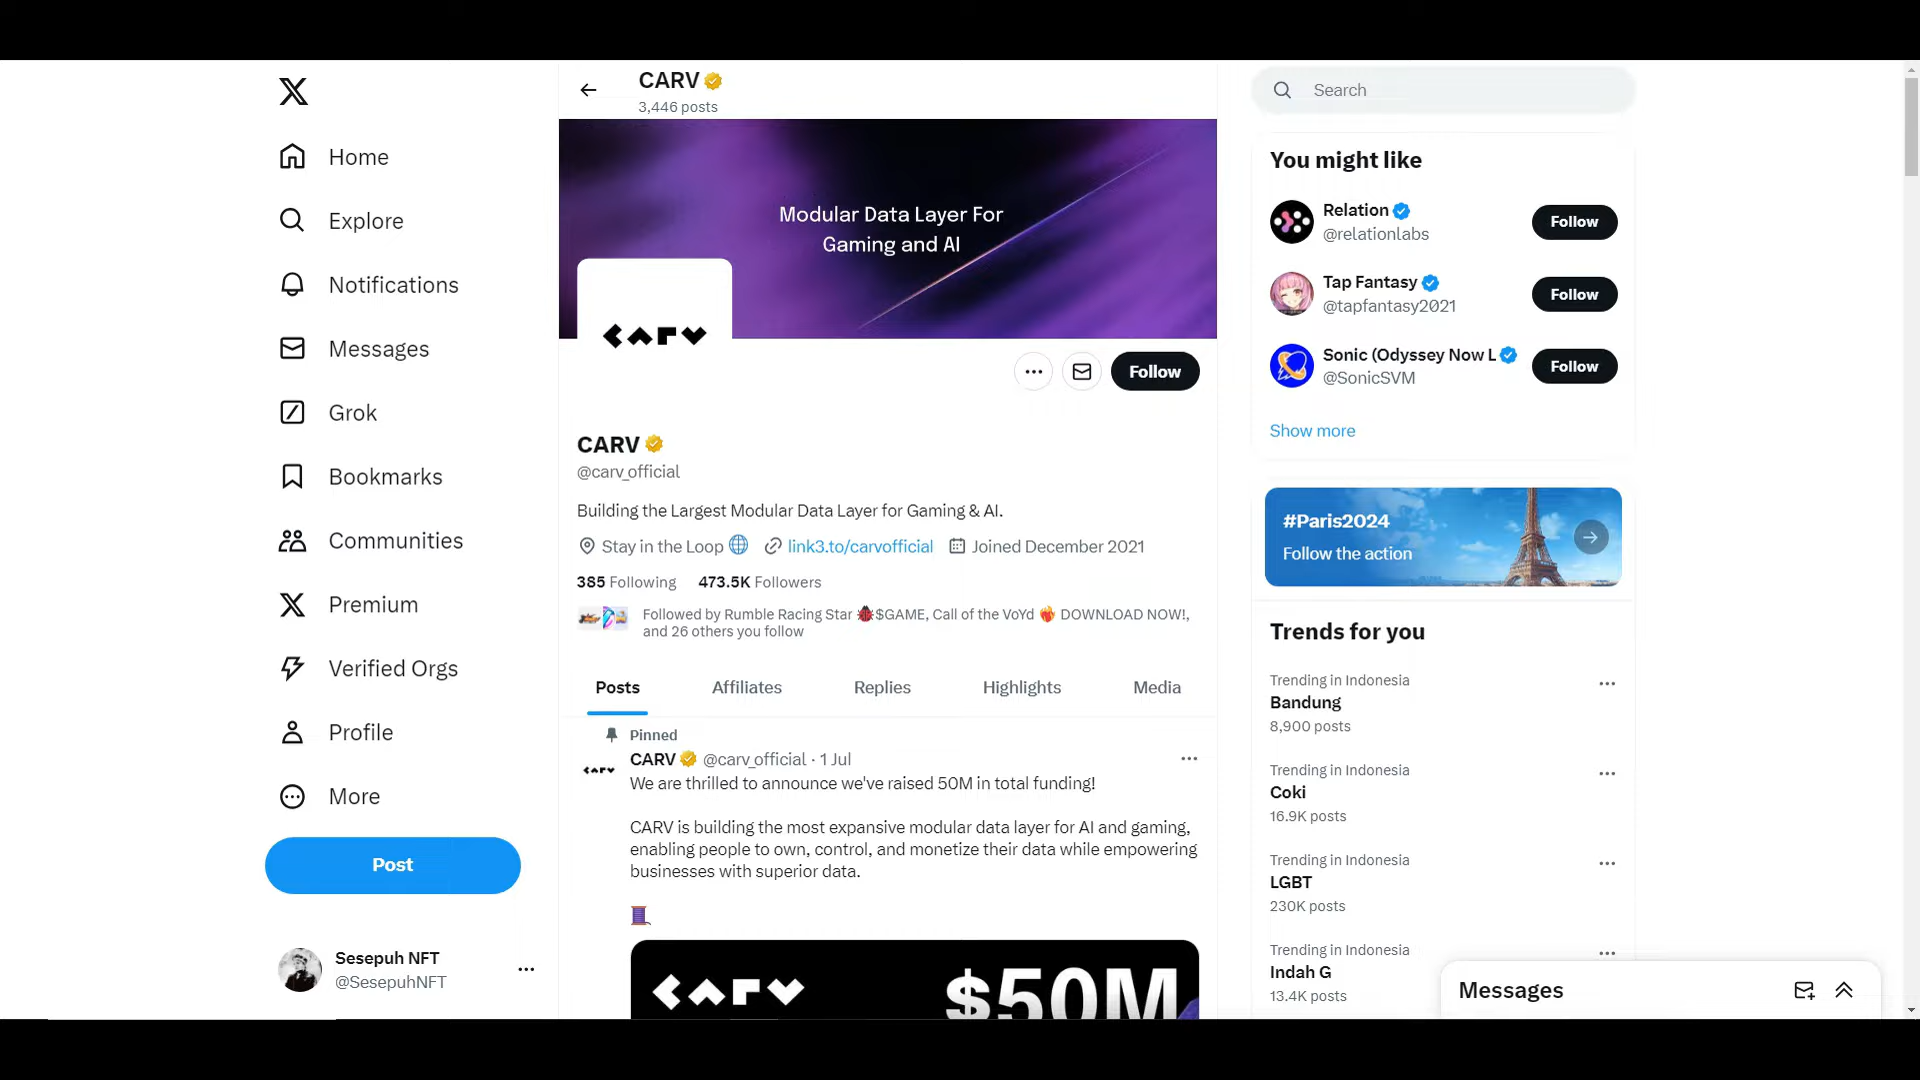 Home
Explore
Notifications
Messages
Grok
Bookmarks
Communities
Premium
Verified Orgs
Profile
More
Post
Sesepuh NFT
@SesepuhNFT
CARV
3,446 posts
Modular Data Layer For
Gaming and AI
CARV
Follow
CARV
@carv_official
Building the Largest Modular Data Layer for Gaming & AI.
Stay in the Loop 🌐 link3.to/carvofficial Joined December 2021
385 Following 473.5K Followers
Followed by Rumble Racing Star 🐞$GAME, Call of the VoYd ❤️‍🔥 DOWNLOAD NOW!,
and 26 others you follow
Posts Affiliates Replies Highlights Media
Pinned
CARV @carv_official · 1 Jul
CARV
We are thrilled to announce we've raised 50M in total funding!
CARV is building the most expansive modular data layer for AI and gaming,
enabling people to own, control, and monetize their data while empowering
businesses with superior data.
🧵
CARV $50M
Search
You might like
Relation
@relationlabs
Follow
Tap Fantasy
@tapfantasy2021
Follow
Sonic (Odyssey Now L
@SonicSVM
Follow
Show more
#Paris2024
Follow the action
Trends for you
Trending in Indonesia
Bandung
8,900 posts
Trending in Indonesia
Coki
16.9K posts
Trending in Indonesia
LGBT
230K posts
Trending in Indonesia
Indah G
13.4K posts
Messages